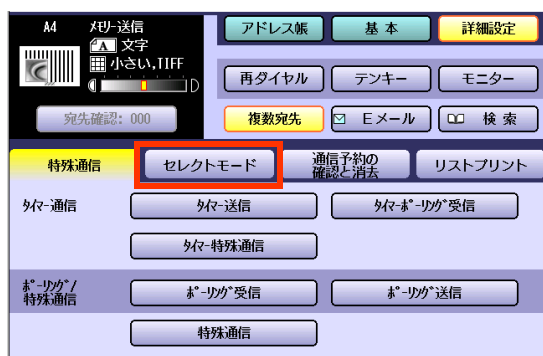 A4 ﾒﾓﾘｰ送信
A 文字
小さい,TIFF
D
宛先確認: 000
アドレス帳 基本 詳細設定
再ダイヤル テンキー モニター
複数宛先 Eメール 検索
特殊通信 セレクトモード 通信予約の
確認と消去 リストプリント
ﾀｲﾏｰ通信 ﾀｲﾏｰ送信 ﾀｲﾏｰﾎﾟｰﾘﾝｸﾞ受信
ﾀｲﾏｰ特殊通信
ﾎﾟｰﾘﾝｸﾞ/
特殊通信 ﾎﾟｰﾘﾝｸﾞ受信 ﾎﾟｰﾘﾝｸﾞ送信
特殊通信